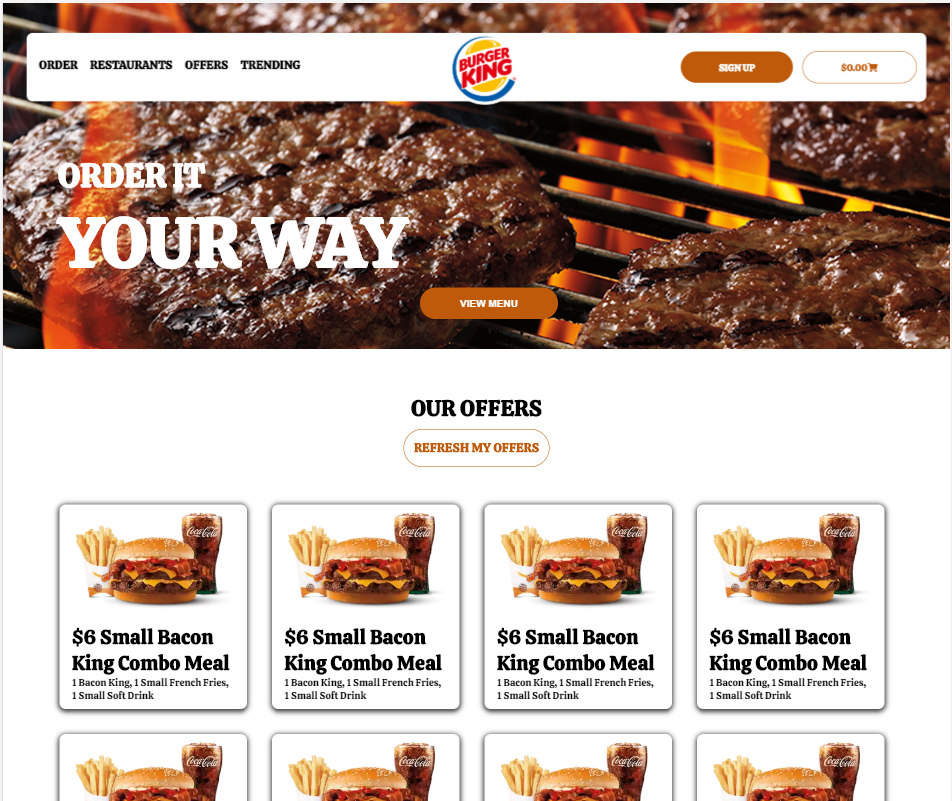 ORDER RESTAURANTS OFFERS TRENDING
BURGER
KING
SIGN UP
$0.00
ORDER IT
YOUR WAY
VIEW MENU
OUR OFFERS
REFRESH MY OFFERS
Coca-Cola
$6 Small Bacon
King Combo Meal
1 Bacon King, 1 Small French Fries,
1 Small Soft Drink
Coca-Cola
$6 Small Bacon
King Combo Meal
1 Bacon King, 1 Small French Fries,
1 Small Soft Drink
Coca-Cola
$6 Small Bacon
King Combo Meal
1 Bacon King, 1 Small French Fries,
1 Small Soft Drink
Coca-Cola
$6 Small Bacon
King Combo Meal
1 Bacon King, 1 Small French Fries,
1 Small Soft Drink
Coca-Cola
Coca-Cola
Coca-Cola
Coca-Cola